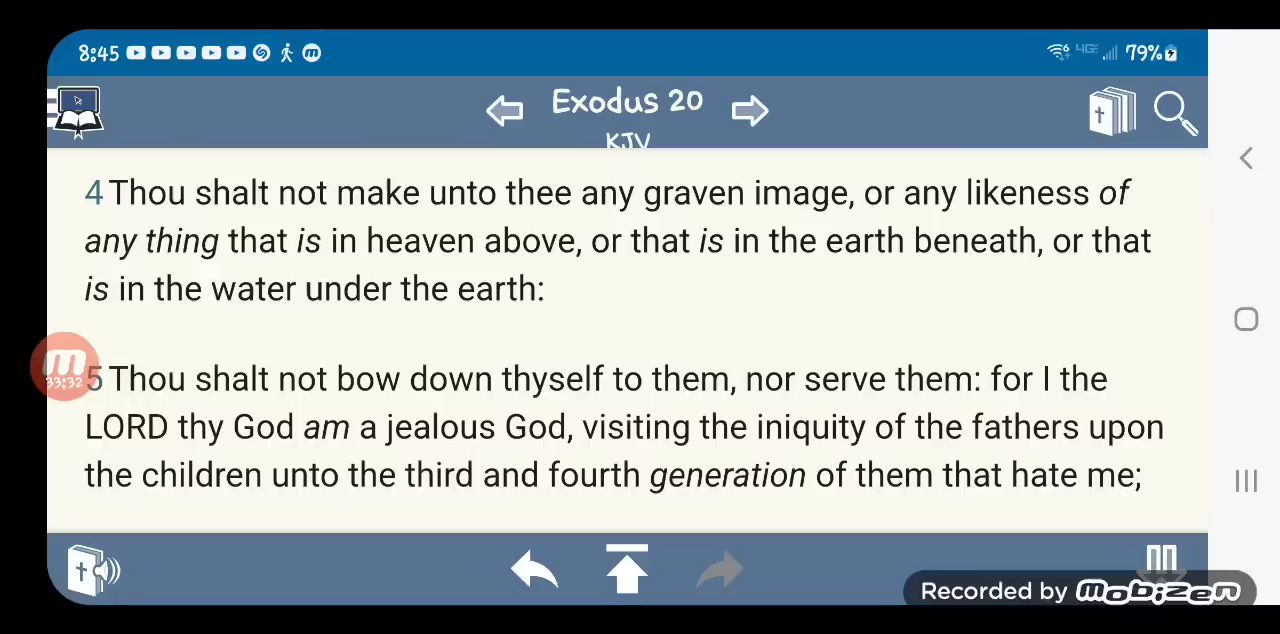 8:45
4GE 79%
Exodus 20
KJV
4 Thou shalt not make unto thee any graven image, or any likeness of
any thing that is in heaven above, or that is in the earth beneath, or that
is in the water under the earth:
33:32
5 Thou shalt not bow down thyself to them, nor serve them: for I the
LORD thy God am a jealous God, visiting the iniquity of the fathers upon
the children unto the third and fourth generation of them that hate me;
Recorded by mobizen